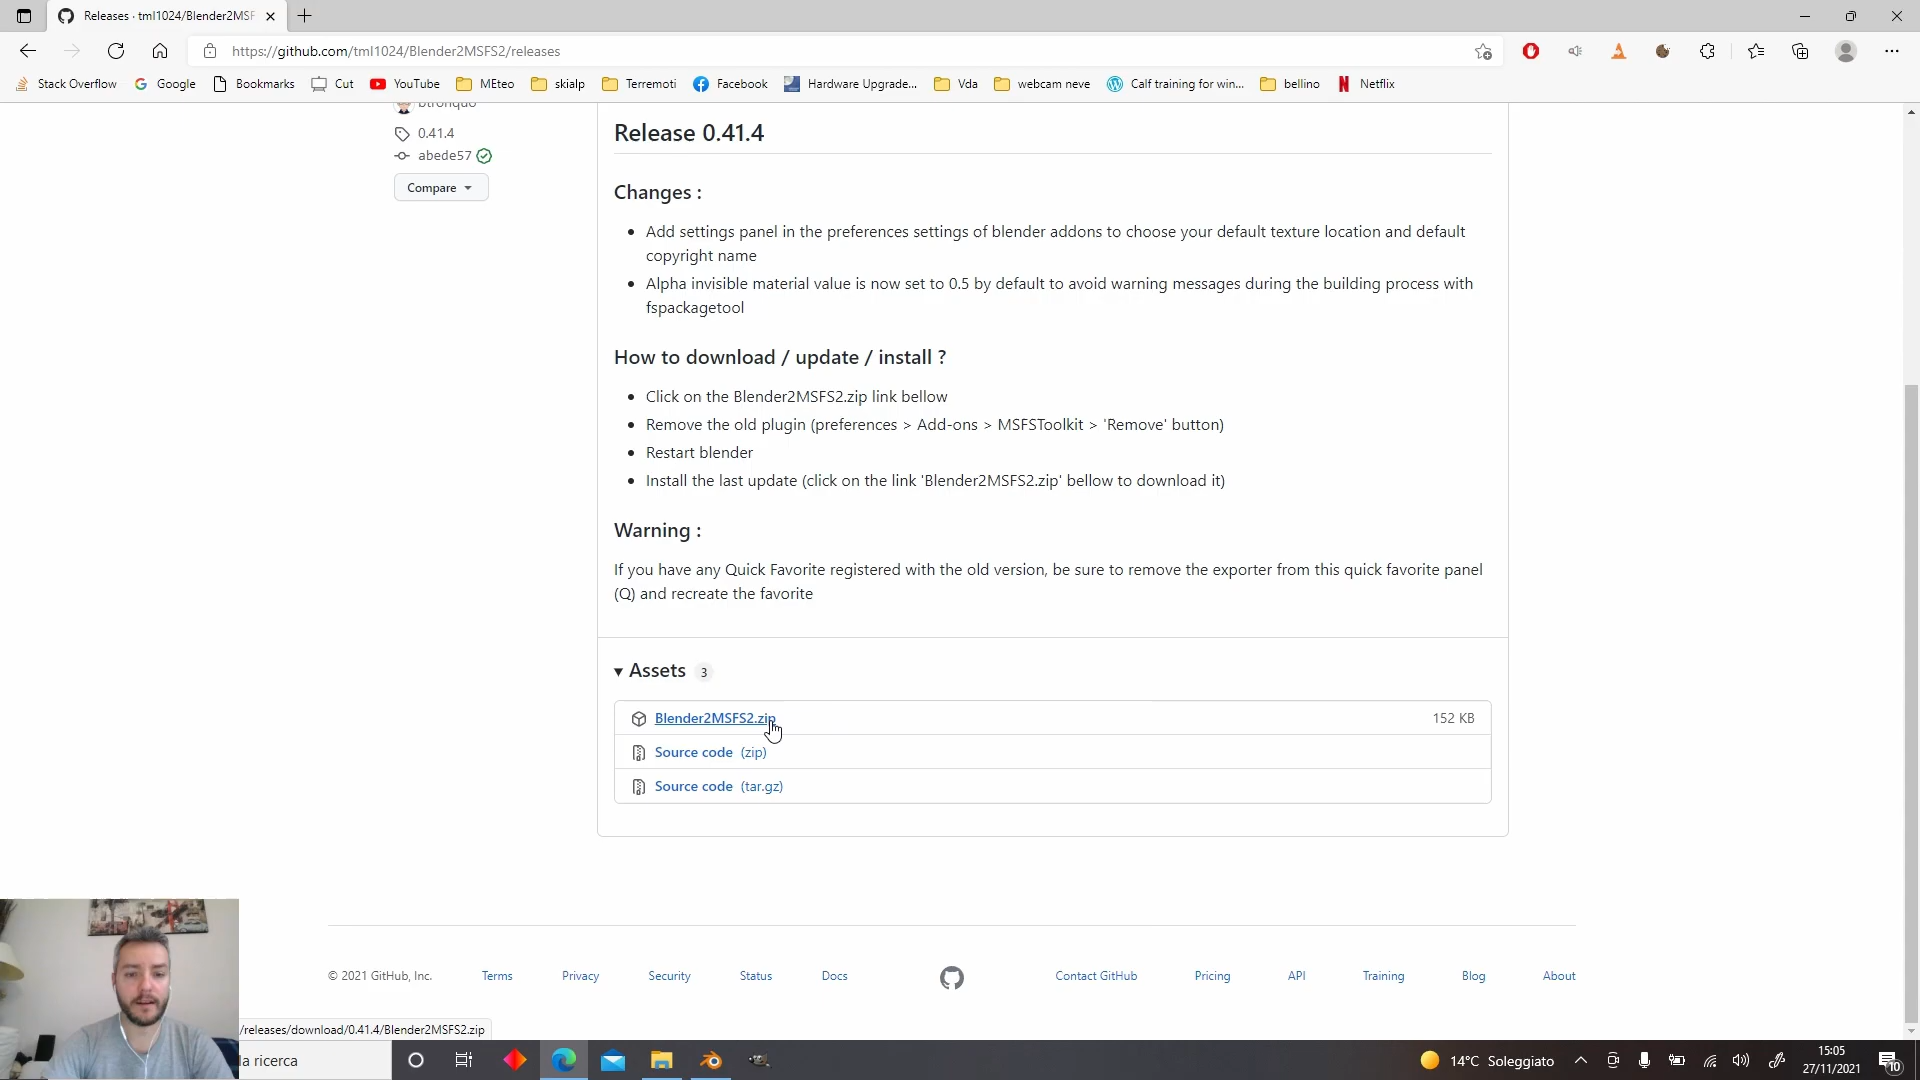 Releases · tml1024/Blender2MSF
https://github.com/tml1024/Blender2MSFS2/releases
Stack Overflow
Google
Bookmarks
Cut
YouTube
MEteo
skialp
Terremoti
Facebook
Hardware Upgrade...
Vda
webcam neve
Calf training for win...
bellino
Netflix
btronquo
0.41.4
abede57
Compare
Release 0.41.4
Changes :
Add settings panel in the preferences settings of blender addons to choose your default texture location and default
copyright name
Alpha invisible material value is now set to 0.5 by default to avoid warning messages during the building process with
fspackagetool
How to download / update / install ?
Click on the Blender2MSFS2.zip link bellow
Remove the old plugin (preferences > Add-ons > MSFSToolkit > 'Remove' button)
Restart blender
Install the last update (click on the link 'Blender2MSFS2.zip' bellow to download it)
Warning :
If you have any Quick Favorite registered with the old version, be sure to remove the exporter from this quick favorite panel
(Q) and recreate the favorite
Assets 3
Blender2MSFS2.zip 152 KB
Source code (zip)
Source code (tar.gz)
© 2021 GitHub, Inc.
Terms
Privacy
Security
Status
Docs
Contact GitHub
Pricing
API
Training
Blog
About
/releases/download/0.41.4/Blender2MSFS2.zip
la ricerca
14°C Soleggiato
15:05
27/11/2021
10